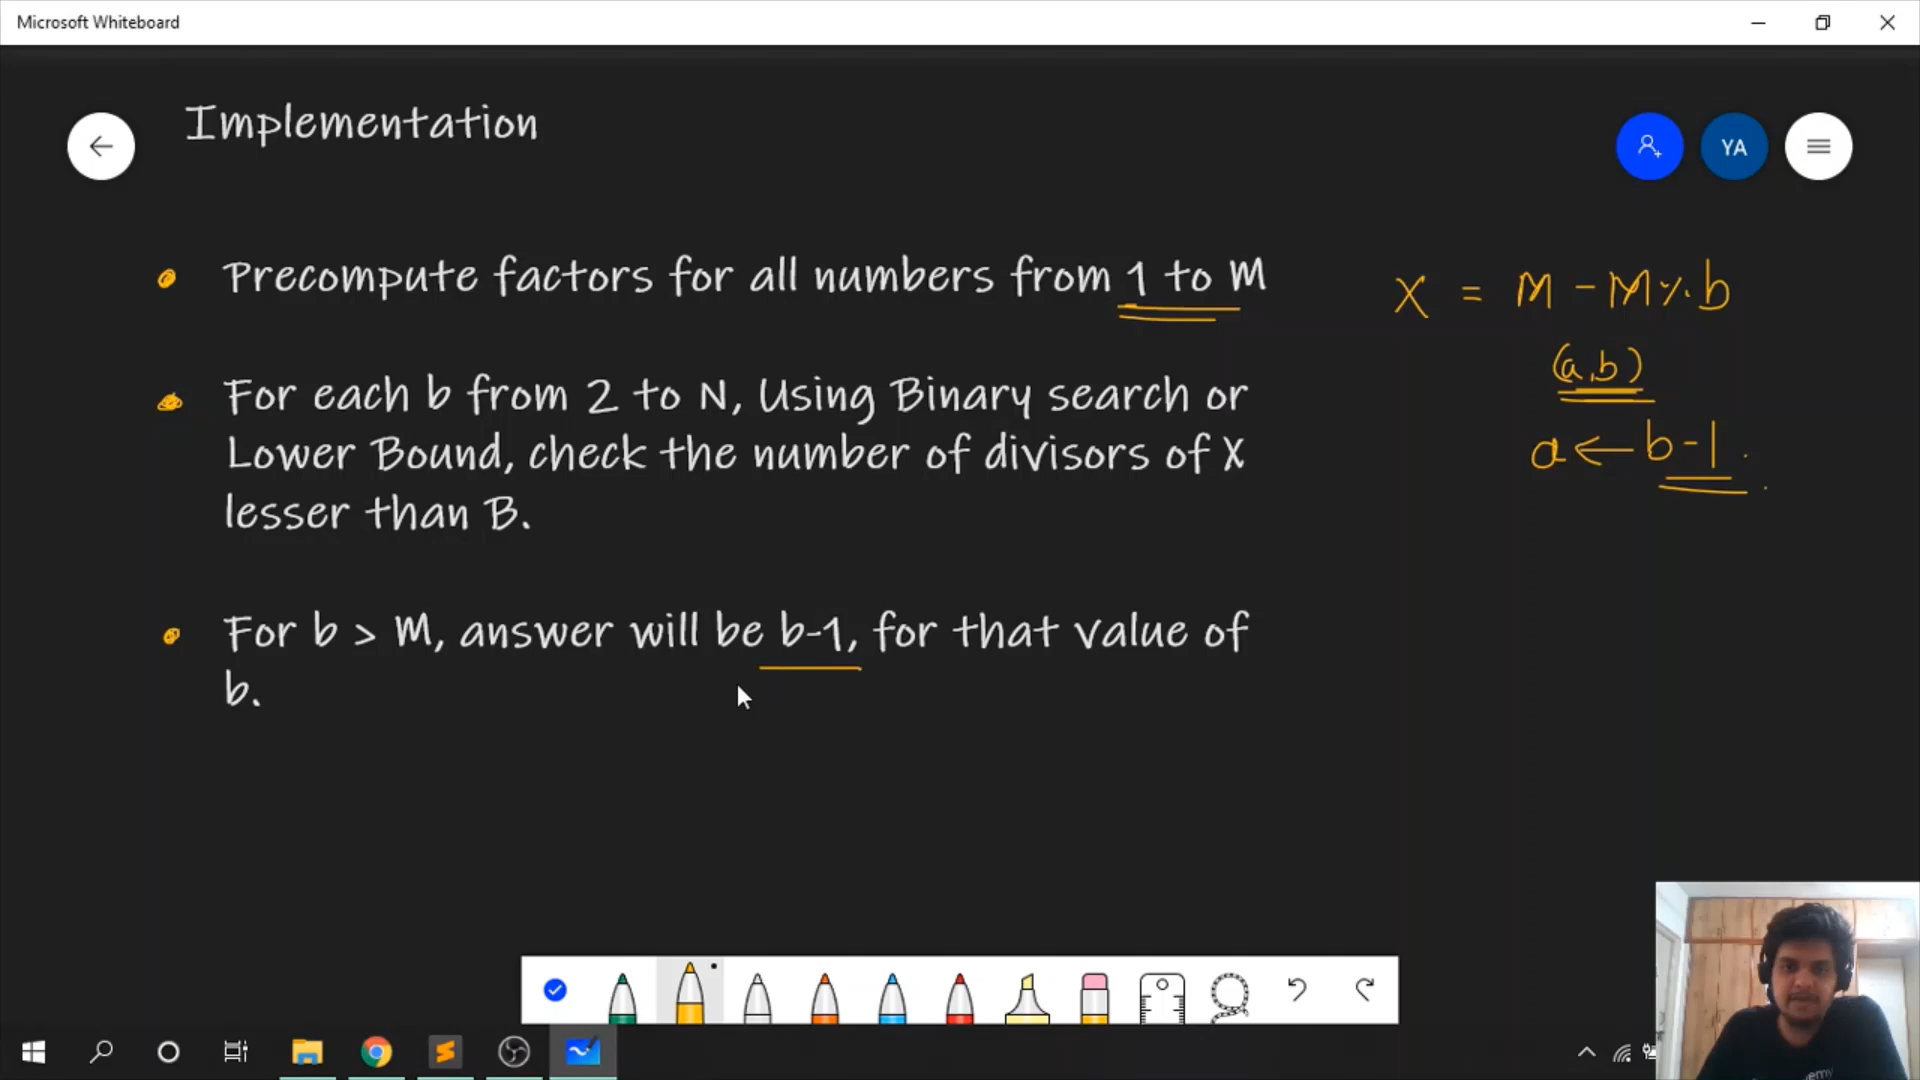 Microsoft Whiteboard
Implementation
YA
Precompute factors for all numbers from 1 to M
For each b from 2 to N, Using Binary search or
Lower Bound, check the number of divisors of X
lesser than B.
For b > M, answer will be b-1, for that value of
b.
X = M - M%b
(a,b)
a ← b-1.